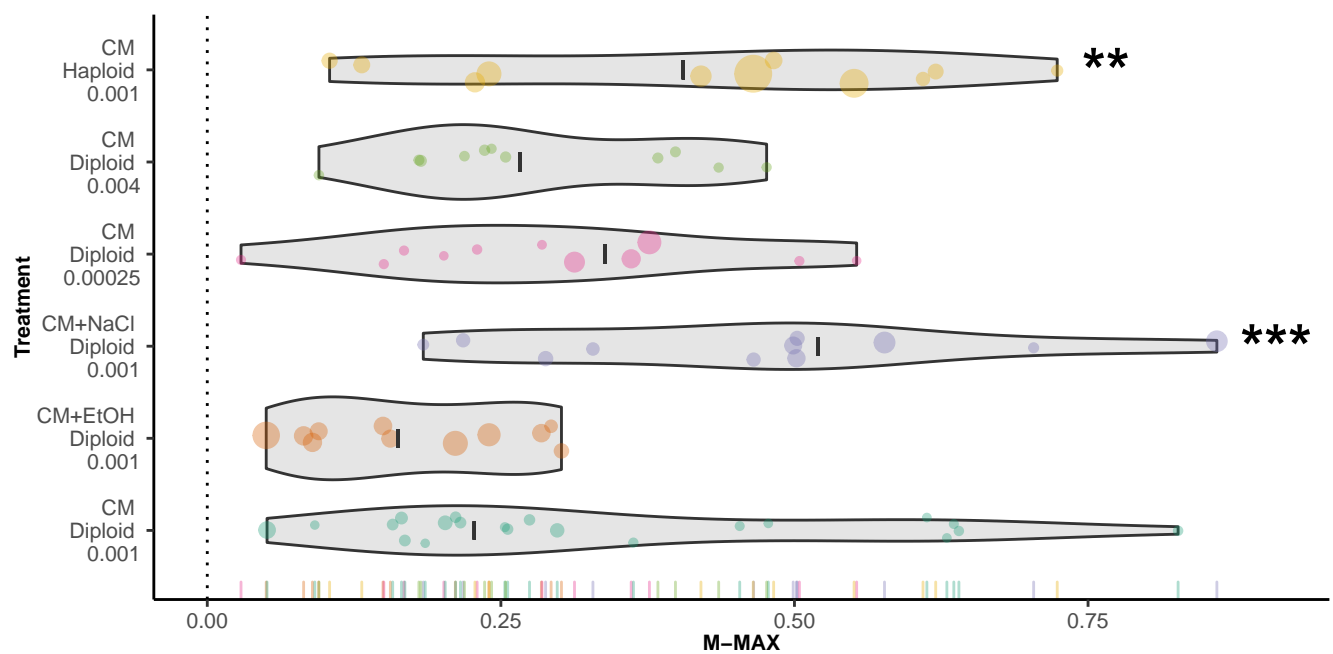 CM
Haploid
0.001
**
CM
Diploid
0.004
CM
Diploid
0.00025
CM+NaCl
Diploid
0.001
***
CM+EtOH
Diploid
0.001
CM
Diploid
0.001
Treatment
0.00
0.25
0.50
0.75
M−MAX